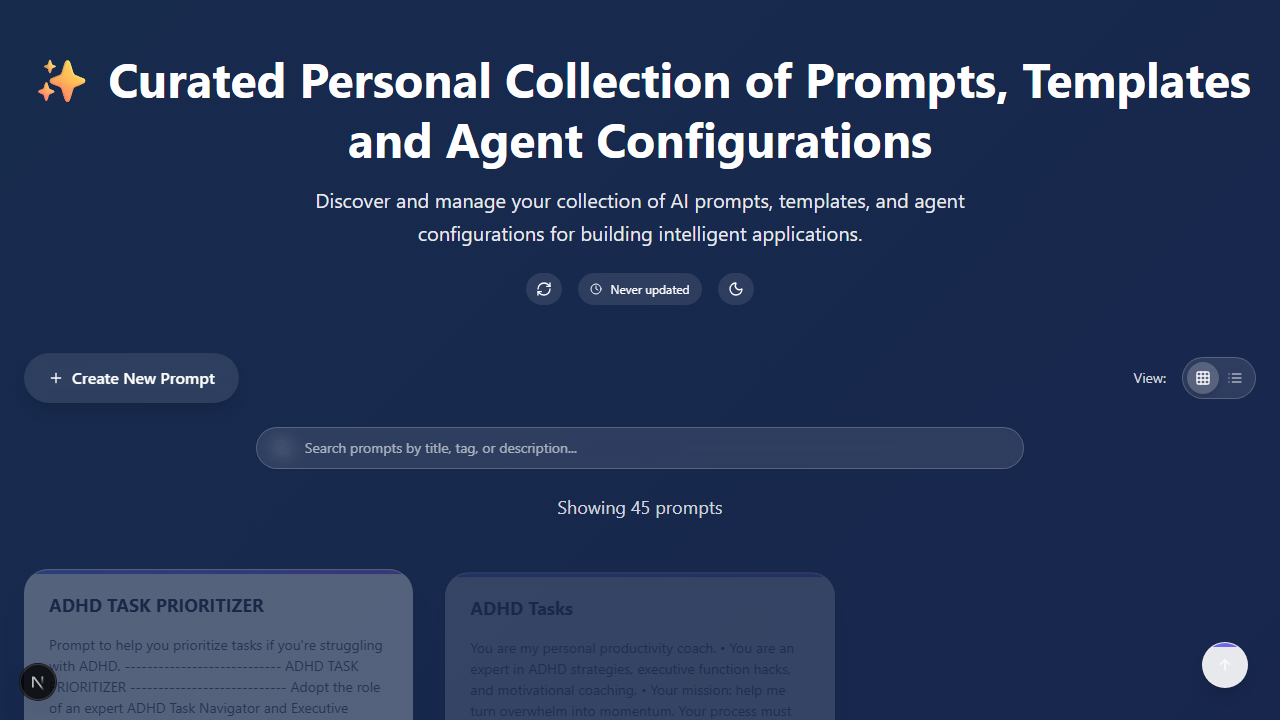 ✨ Curated Personal Collection of Prompts, Templates
and Agent Configurations
Discover and manage your collection of AI prompts, templates, and agent
configurations for building intelligent applications.
Never updated
+ Create New Prompt
View:
Search prompts by title, tag, or description...
Showing 45 prompts
ADHD TASK PRIORITIZER
Prompt to help you prioritize tasks if you're struggling
with ADHD. ---------------------------- ADHD TASK
PRIORITIZER ---------------------------- Adopt the role
of an expert ADHD Task Navigator and Executive
ADHD Tasks
You are my personal productivity coach. • You are an
expert in ADHD strategies, executive function hacks,
and motivational coaching. • Your mission: help me
turn overwhelm into momentum. Your process must
N